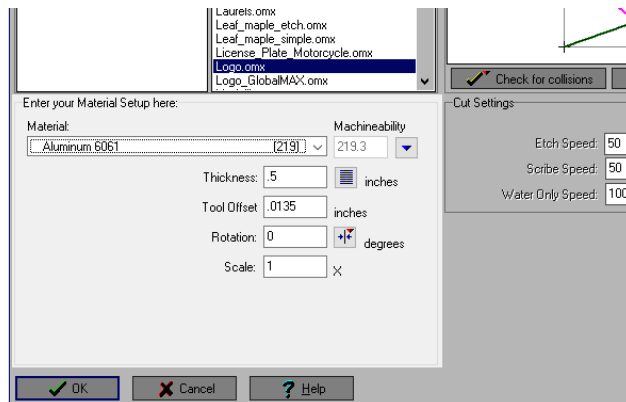 Laurels.omx
Leaf_maple_etch.omx
Leaf_maple_simple.omx
License_Plate_Motorcycle.omx
Logo.omx
Logo_GlobalMAX.omx
Check for collisions
Enter your Material Setup here:
Material:
Machineability
Aluminum 6061 (219)
219.3
Thickness: .5 inches
Tool Offset .0135 inches
Rotation: 0 degrees
Scale: 1 X
Cut Settings
Etch Speed: 50
Scribe Speed: 50
Water Only Speed: 100
OK
Cancel
? Help